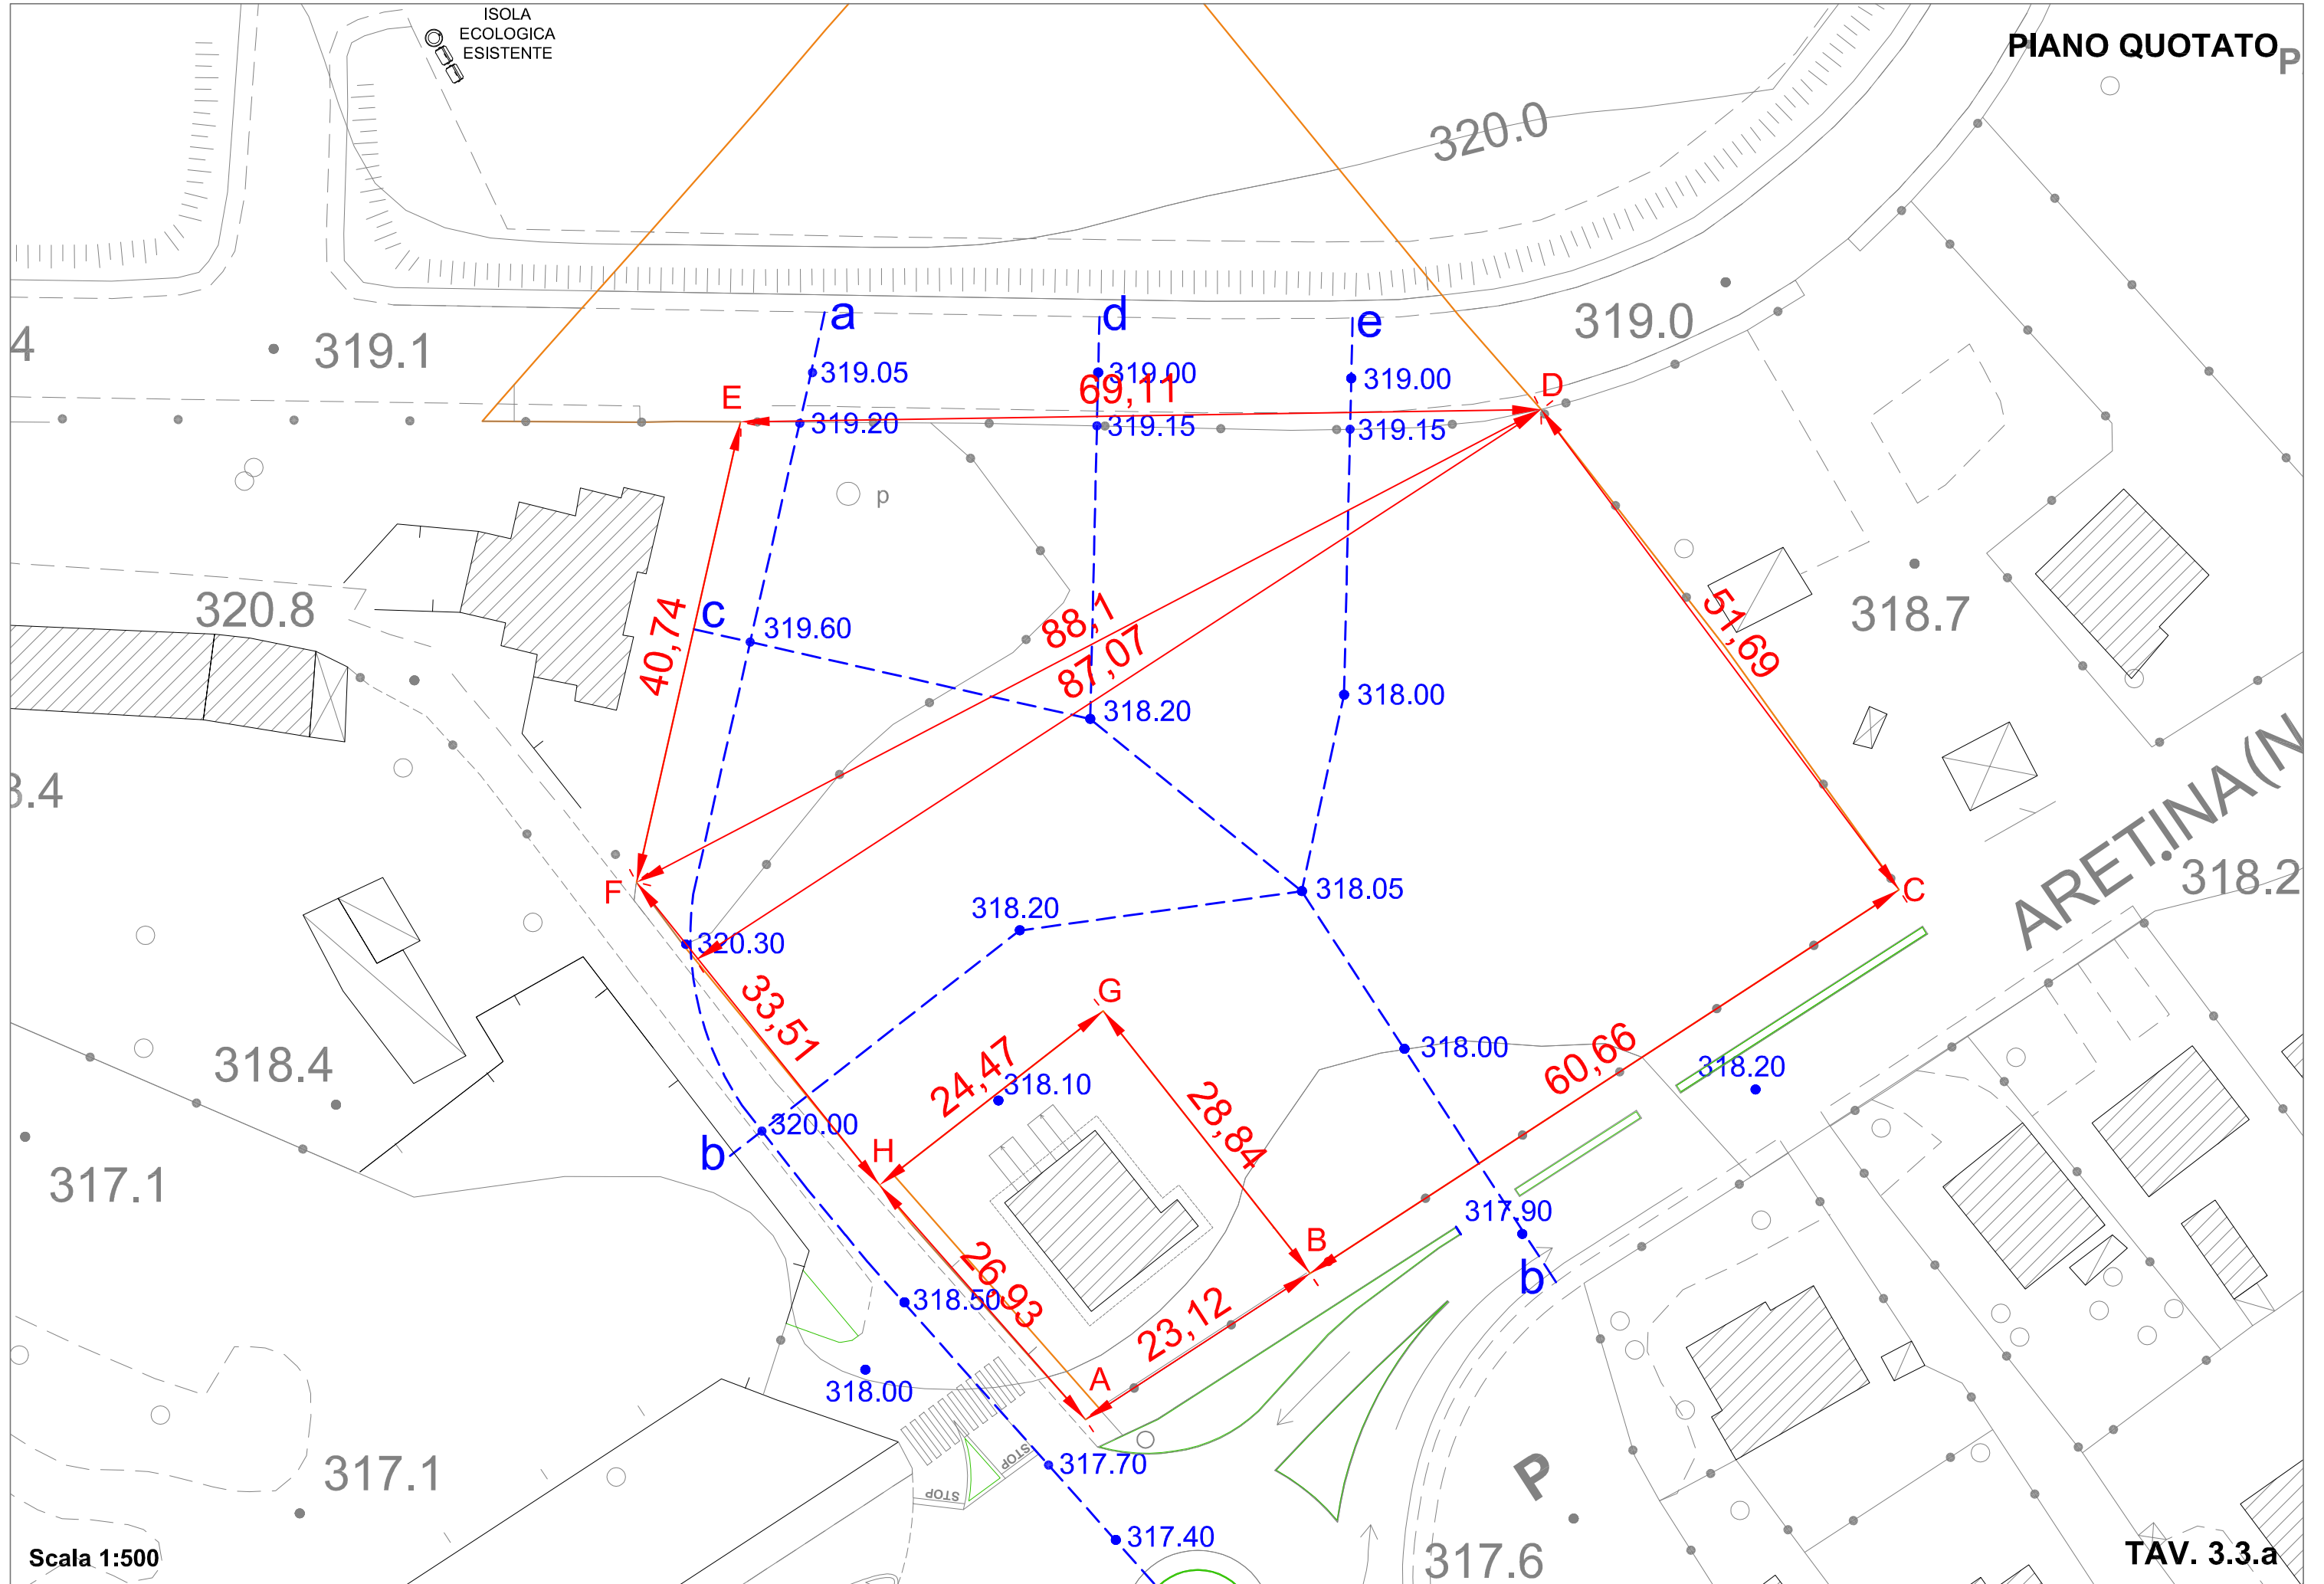 ISOLA
ECOLOGICA
ESISTENTE
PIANO QUOTATO
P
320.0
a
d
e
319.0
4
319.1
319.05
319.00
319.00
E
69,11
D
319.20
319.15
319.15
p
320.8
c
319.60
88,1
87,07
40,74
51,69
318.7
318.20
318.00
3.4
ARETINA(N
318.2
F
318.05
C
318.20
320.30
33,51
G
318.4
24,47
318.10
28,84
318.00
60,66
318.20
320.00
b
H
317.1
317.90
B
b
26,93
318.50
23,12
318.00
A
STOP
STOP
317.70
317.1
P
317.40
317.6
Scala 1:500
TAV. 3.3.a